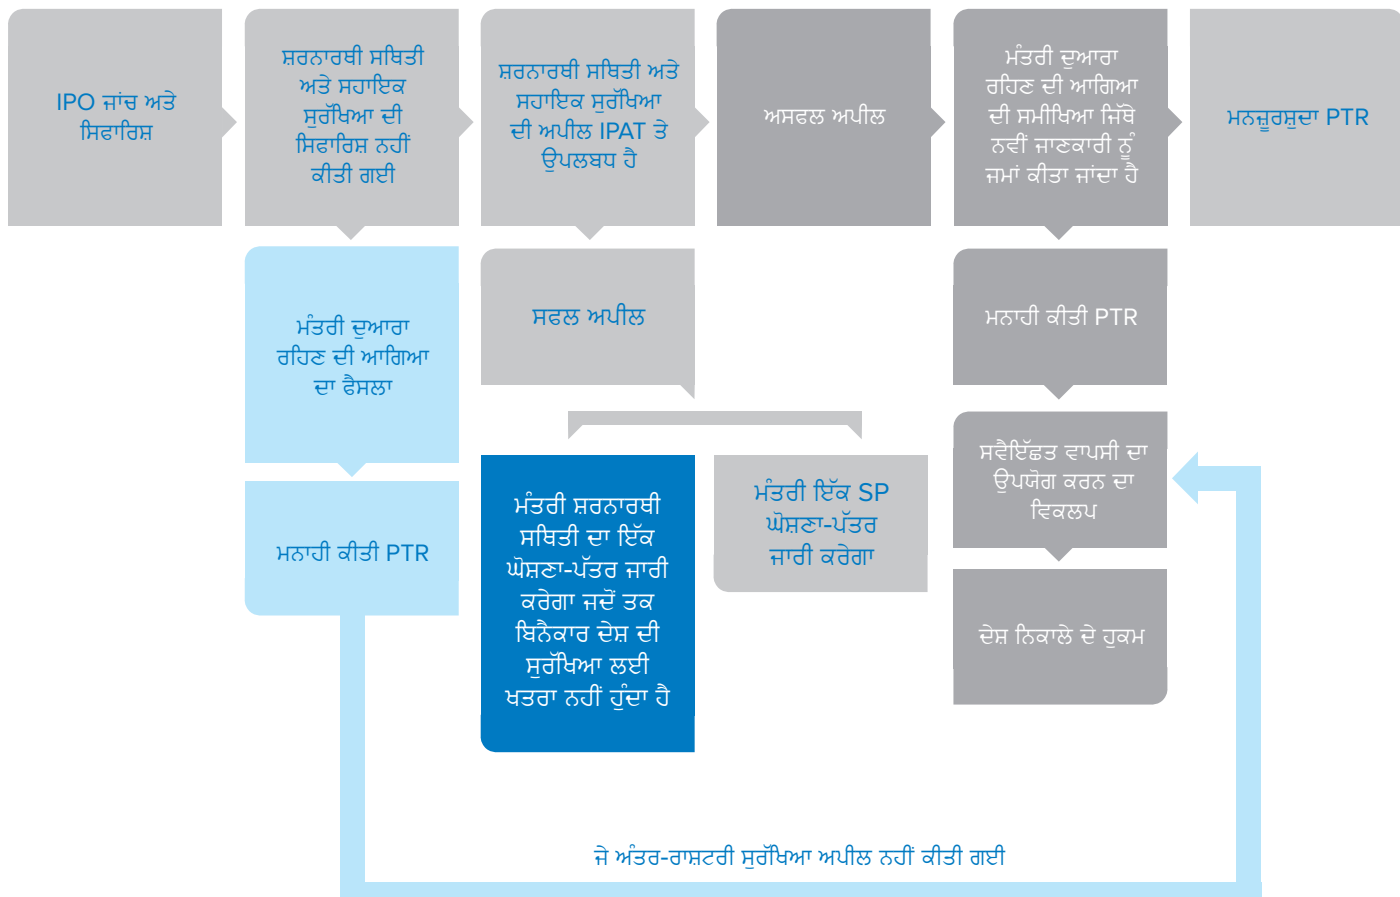 IPO ਜਾਂਚ ਅਤੇ
ਸਿਫਾਰਿਸ਼
ਸ਼ਰਨਾਰਥੀ ਸਥਿਤੀ
ਅਤੇ ਸਹਾਇਕ
ਸੁਰੱਖਿਆ ਦੀ
ਸਿਫਾਰਿਸ਼ ਨਹੀਂ
ਕੀਤੀ ਗਈ
ਸ਼ਰਨਾਰਥੀ ਸਥਿਤੀ ਅਤੇ
ਸਹਾਇਕ ਸੁਰੱਖਿਆ
ਦੀ ਅਪੀਲ IPAT ਤੇ
ਉਪਲਬਧ ਹੈ
ਅਸਫਲ ਅਪੀਲ
ਮੰਤਰੀ ਦੁਆਰਾ
ਰਹਿਣ ਦੀ ਆਗਿਆ
ਦੀ ਸਮੀਖਿਆ ਜਿੱਥੇ
ਨਵੀਂ ਜਾਣਕਾਰੀ ਨੂੰ
ਜਮਾਂ ਕੀਤਾ ਜਾਂਦਾ ਹੈ
ਮਨਜ਼ੂਰਸ਼ੁਦਾ PTR
ਮੰਤਰੀ ਦੁਆਰਾ
ਰਹਿਣ ਦੀ ਆਗਿਆ
ਦਾ ਫੈਸਲਾ
ਸਫਲ ਅਪੀਲ
ਮਨਾਹੀ ਕੀਤੀ PTR
ਮਨਾਹੀ ਕੀਤੀ PTR
ਮੰਤਰੀ ਸ਼ਰਨਾਰਥੀ
ਸਥਿਤੀ ਦਾ ਇੱਕ
ਘੋਸ਼ਣਾ-ਪੱਤਰ ਜਾਰੀ
ਕਰੇਗਾ ਜਦੋਂ ਤਕ
ਬਿਨੈਕਾਰ ਦੇਸ਼ ਦੀ
ਸੁਰੱਖਿਆ ਲਈ
ਖਤਰਾ ਨਹੀਂ ਹੁੰਦਾ ਹੈ
ਮੰਤਰੀ ਇੱਕ SP
ਘੋਸ਼ਣਾ-ਪੱਤਰ
ਜਾਰੀ ਕਰੇਗਾ
ਸਵੈਇੱਛਤ ਵਾਪਸੀ ਦਾ
ਉਪਯੋਗ ਕਰਨ ਦਾ
ਵਿਕਲਪ
ਦੇਸ਼ ਨਿਕਾਲੇ ਦੇ ਹੁਕਮ
ਜੇ ਅੰਤਰ-ਰਾਸ਼ਟਰੀ ਸੁਰੱਖਿਆ ਅਪੀਲ ਨਹੀਂ ਕੀਤੀ ਗਈ